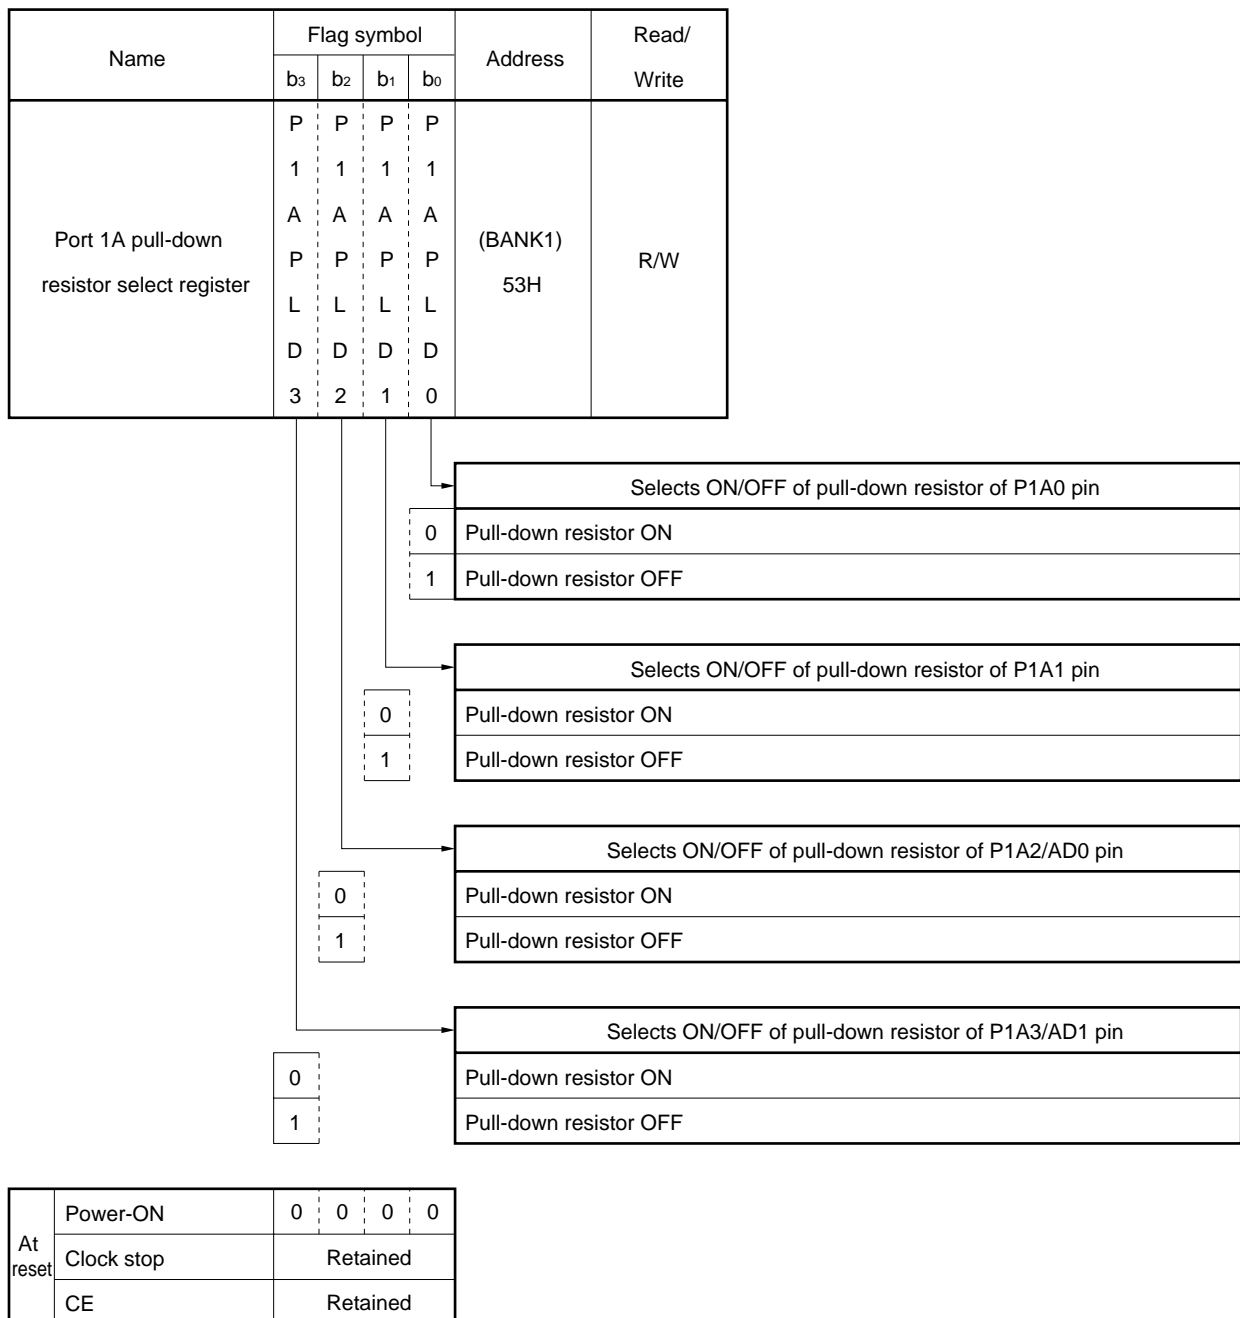 Name Flag symbol Address Read/
Write
b3 b2 b1 b0
Port 1A pull-down
resistor select register
P1APLD3 P1APLD2 P1APLD1 P1APLD0
(BANK1)
53H
R/W
Selects ON/OFF of pull-down resistor of P1A0 pin
0 Pull-down resistor ON
1 Pull-down resistor OFF
Selects ON/OFF of pull-down resistor of P1A1 pin
0 Pull-down resistor ON
1 Pull-down resistor OFF
Selects ON/OFF of pull-down resistor of P1A2/AD0 pin
0 Pull-down resistor ON
1 Pull-down resistor OFF
Selects ON/OFF of pull-down resistor of P1A3/AD1 pin
0 Pull-down resistor ON
1 Pull-down resistor OFF
At
reset
Power-ON 0 0 0 0
Clock stop Retained
CE Retained